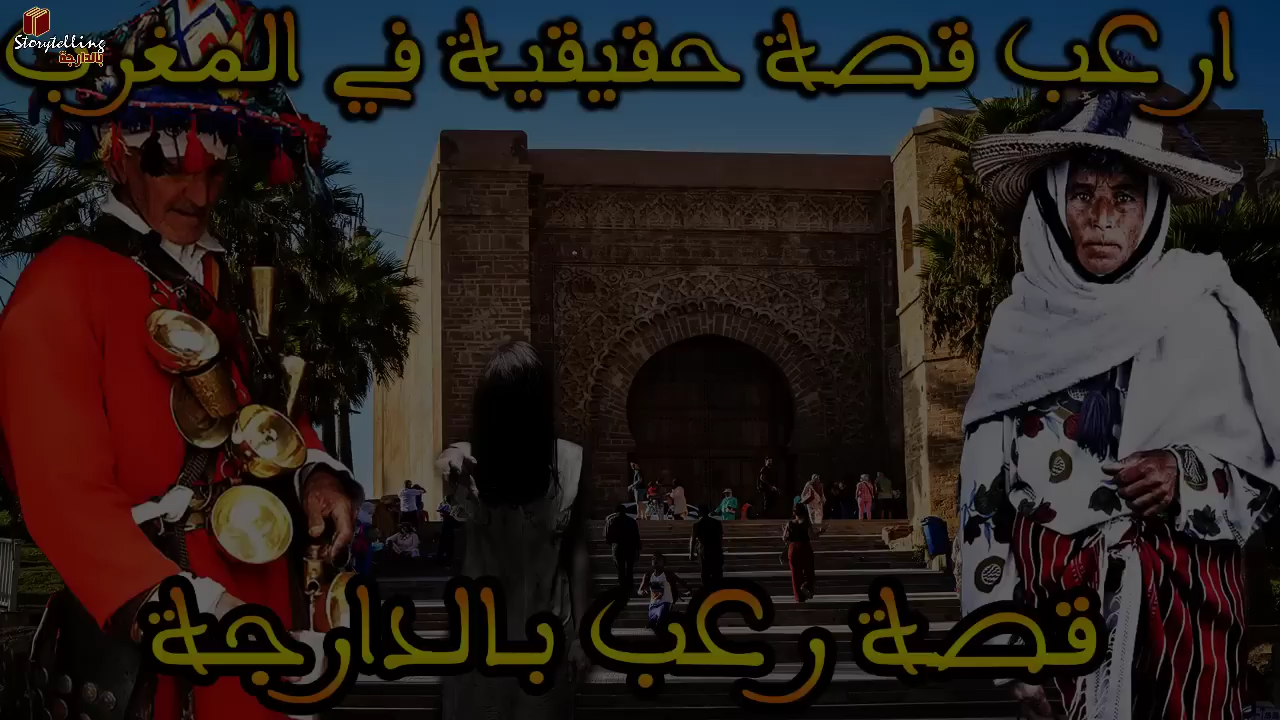 Storytelling
بالدارجة
ارعب قصة حقيقية في المغرب
قصة رعب بالدارجة